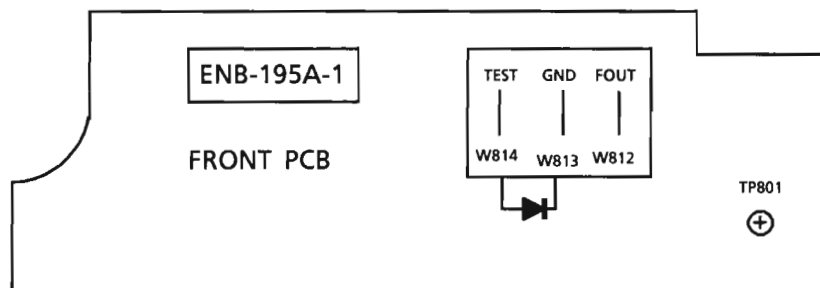 ENB-195A-1
TEST GND FOUT
FRONT PCB
W814 W813 W812
TP801